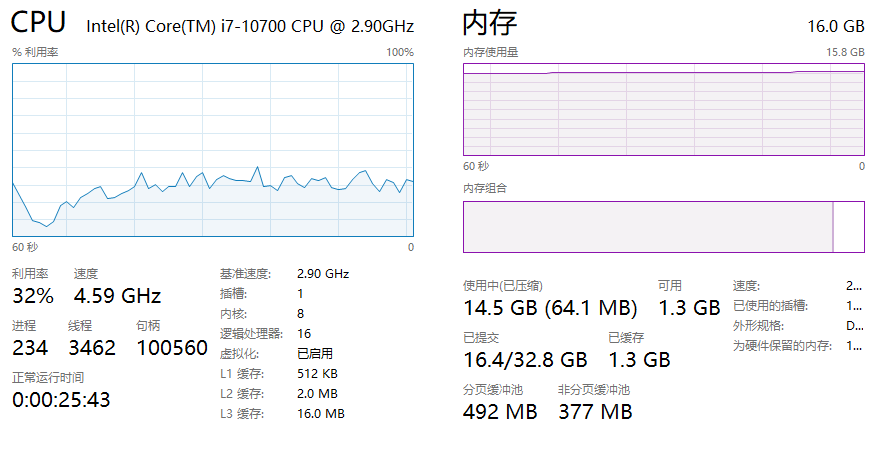 CPU Intel(R) Core(TM) i7-10700 CPU @ 2.90GHz
% 利用率 100%
60 秒 0
利用率 速度
32% 4.59 GHz
进程 线程 句柄
234 3462 100560
正常运行时间
0:00:25:43
基准速度: 2.90 GHz
插槽: 1
内核: 8
逻辑处理器: 16
虚拟化: 已启用
L1 缓存: 512 KB
L2 缓存: 2.0 MB
L3 缓存: 16.0 MB
内存 16.0 GB
内存使用量 15.8 GB
60 秒 0
内存组合
使用中(已压缩) 可用
14.5 GB (64.1 MB) 1.3 GB
已提交 已缓存
16.4/32.8 GB 1.3 GB
分页缓冲池 非分页缓冲池
492 MB 377 MB
速度: 2...
已使用的插槽: 1...
外形规格: D...
为硬件保留的内存: 1...